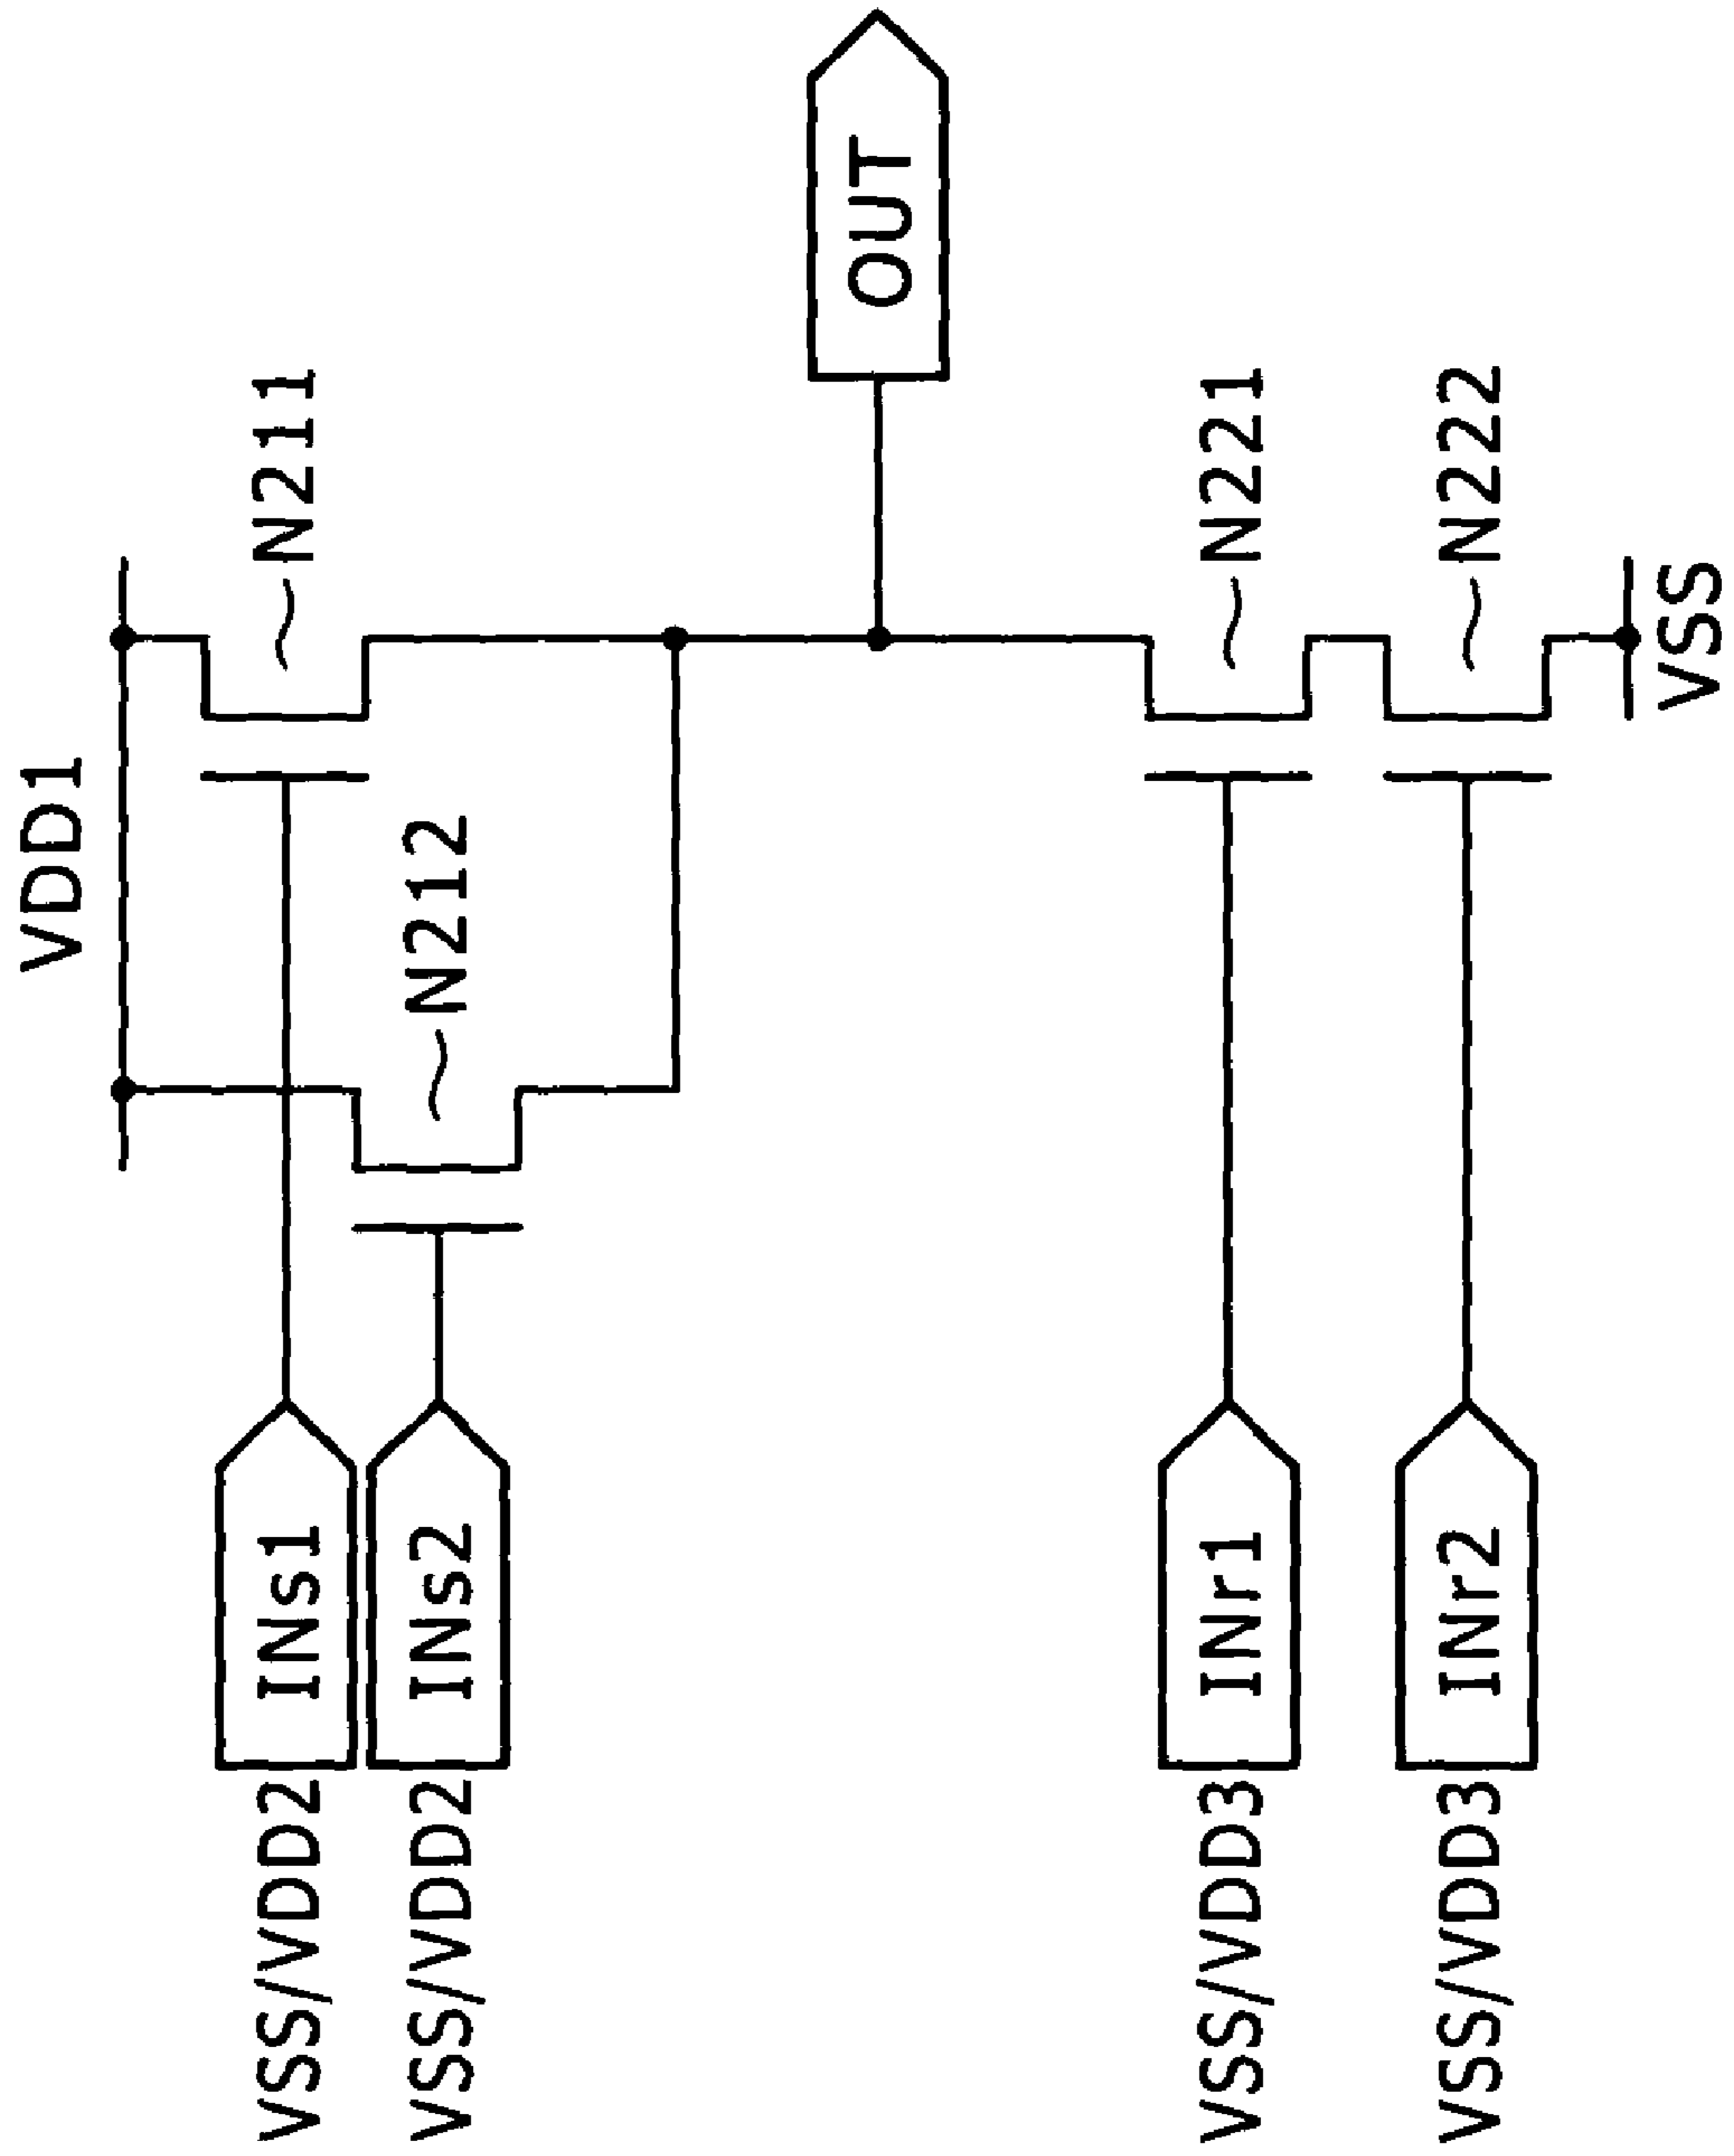 VDD1
VSS/VDD2
INs1
N211
VSS/VDD2
INs2
N212
OUT
VSS/VDD3
INr1
N221
VSS/VDD3
INr2
N222
VSS